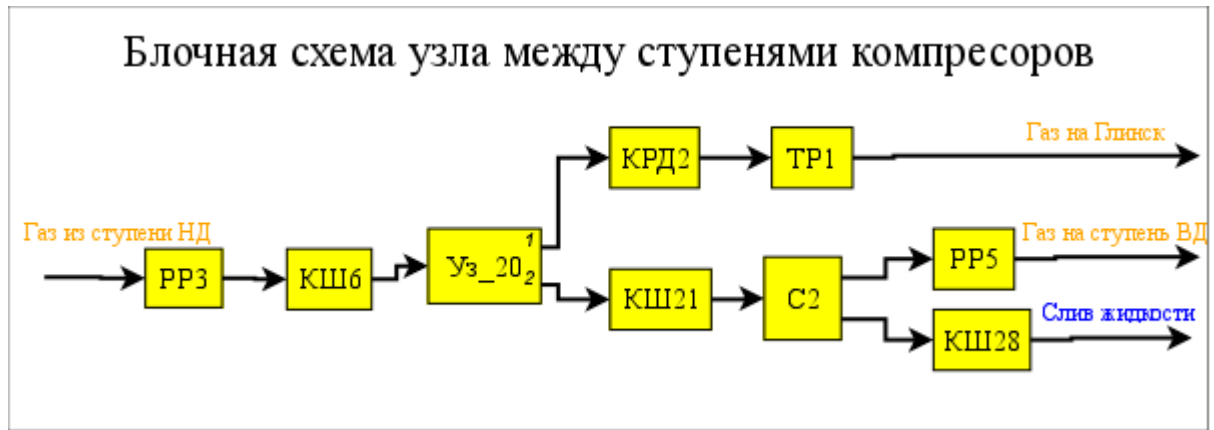 Блочная схема узла между ступенями компресоров
Газ на Глинск
КРД2
ТР1
Газ из ступени НД
1
Газ на ступень ВД
РР3
КШ6
Уз_20
2
РР5
КШ21
С2
Слив жидкости
КШ28